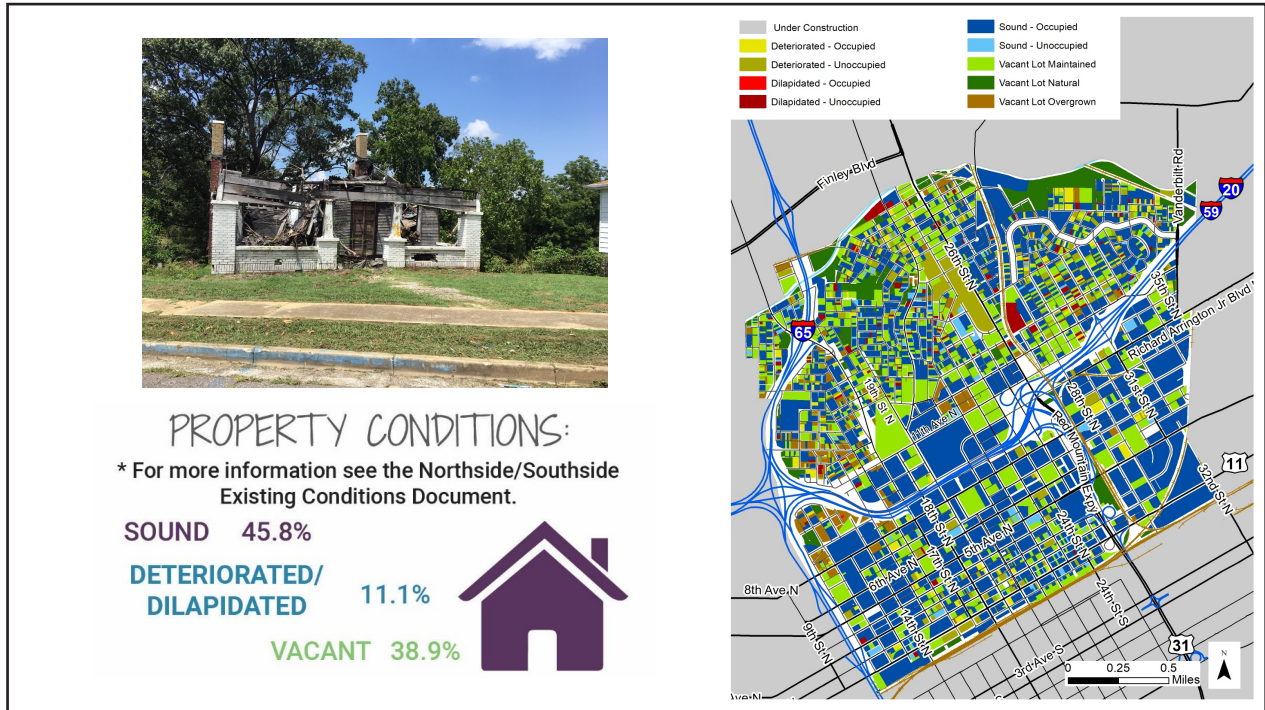 PROPERTY CONDITIONS:
* For more information see the Northside/Southside
Existing Conditions Document.
SOUND 45.8%
DETERIORATED/
DILAPIDATED 11.1%
VACANT 38.9%
Under Construction
Deteriorated - Occupied
Deteriorated - Unoccupied
Dilapidated - Occupied
Dilapidated - Unoccupied
Sound - Occupied
Sound - Unoccupied
Vacant Lot Maintained
Vacant Lot Natural
Vacant Lot Overgrown
Finley Blvd
Vanderbilt Rd
20
59
26th St N
35th St N
Richard Arrington Jr Blvd
65
19th St N
11th Ave N
28th St N
31st St N
Red Mountain Expy
11
32nd St N
18th St N
5th Ave N
24th St N
17th St N
6th Ave N
8th Ave N
14th St N
24th St S
9th St N
3rd Ave S
31
N
0 0.25 0.5
Miles
Ave N